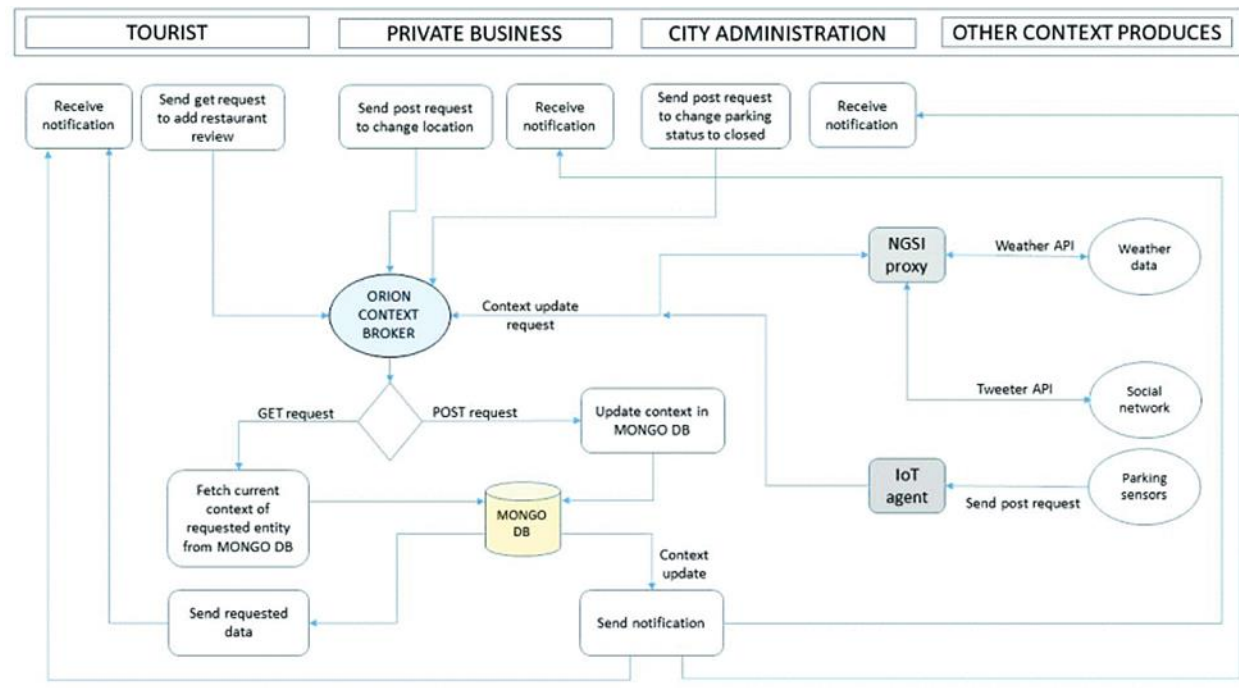 TOURIST
PRIVATE BUSINESS
CITY ADMINISTRATION
OTHER CONTEXT PRODUCES
Receive
notification
Send get request
to add restaurant
review
Send post request
to change location
Receive
notification
Send post request
to change parking
status to closed
Receive
notification
NGSI
proxy
Weather API
Weather
data
ORION
CONTEXT
BROKER
Context update
request
Tweeter API
Social
network
GET request
POST request
Update context in
MONGO DB
Fetch current
context of
requested entity
from MONGO DB
MONGO
DB
IoT
agent
Send post request
Parking
sensors
Context
update
Send requested
data
Send notification